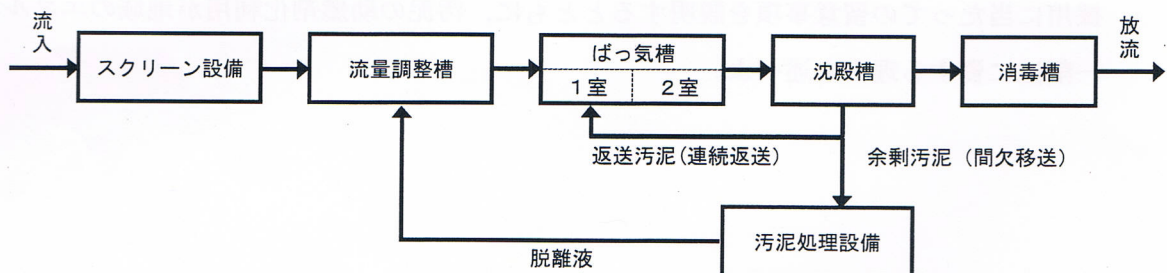 流入
スクリーン設備
流量調整槽
ばっ気槽
1室
2室
沈殿槽
消毒槽
放流
返送汚泥(連続返送)
余剰汚泥(間欠移送)
汚泥処理設備
脱離液